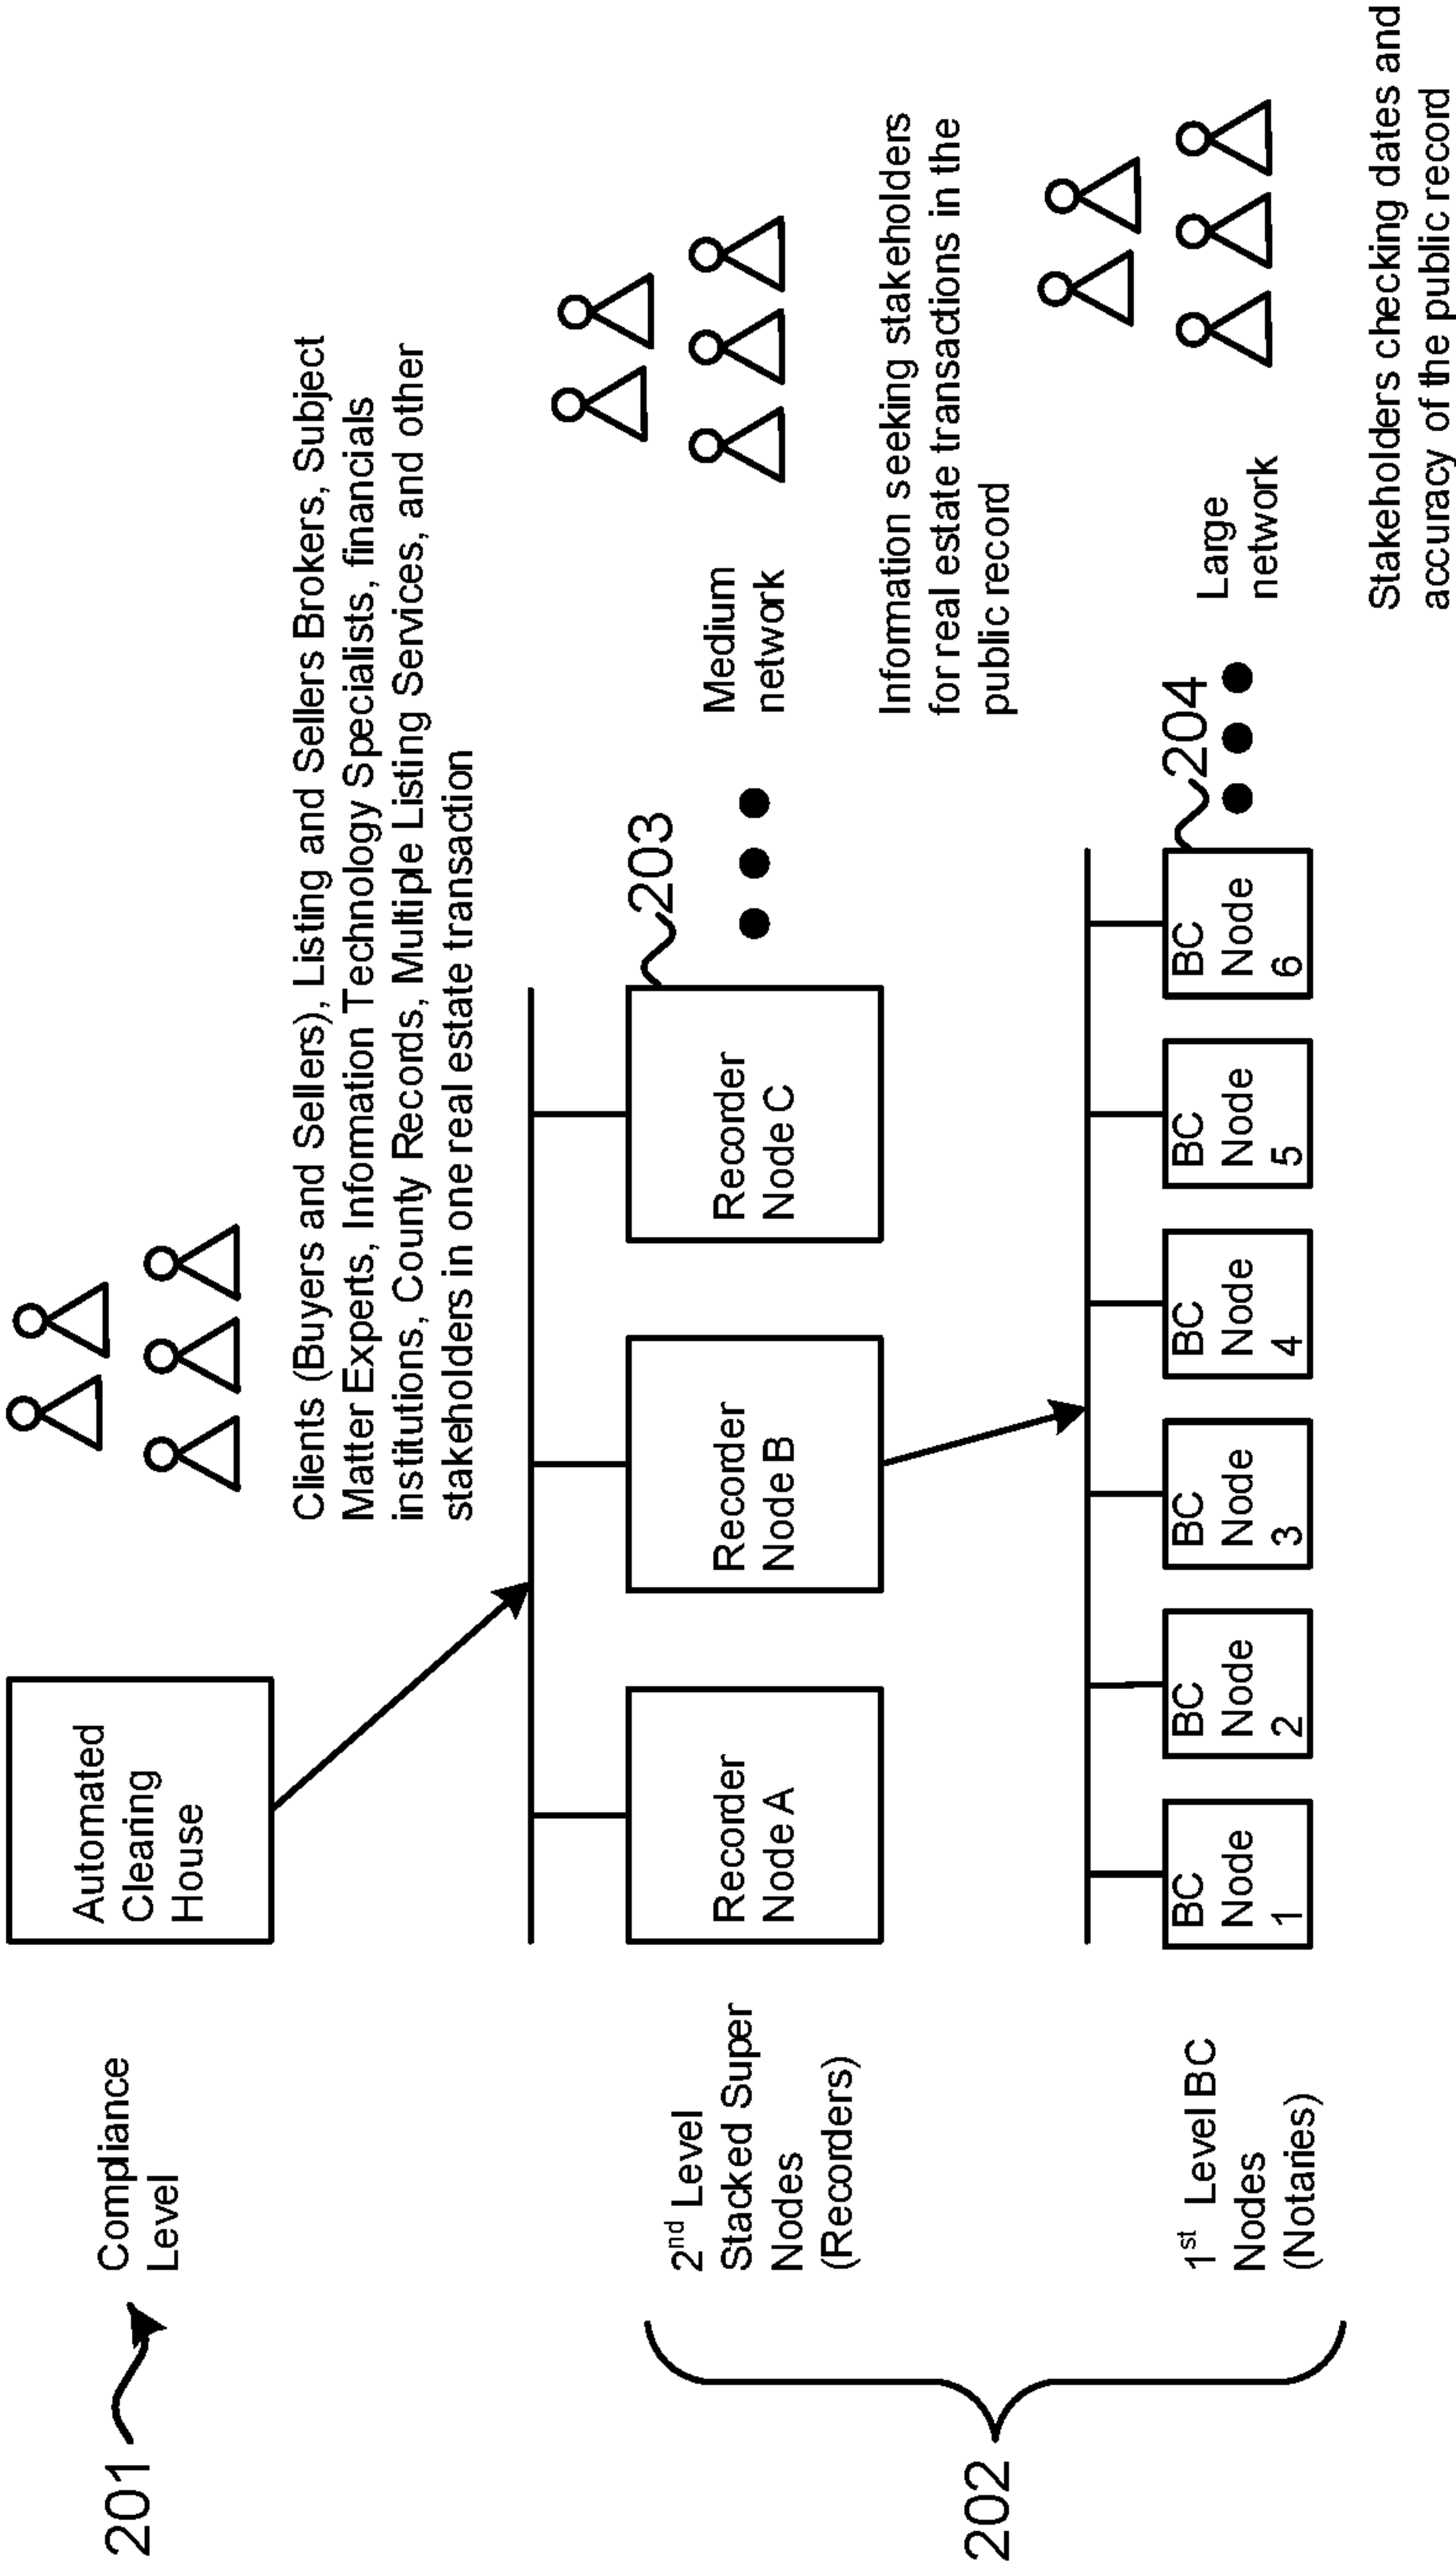 201
Compliance
Level
Automated
Clearing
House
Clients (Buyers and Sellers), Listing and Sellers Brokers, Subject
Matter Experts, Information Technology Specialists, financials
institutions, County Records, Multiple Listing Services, and other
stakeholders in one real estate transaction
202
2nd Level
Stacked Super
Nodes
(Recorders)
Recorder
Node A
Recorder
Node B
Recorder
Node C
203
Medium
network
Information seeking stakeholders
for real estate transactions in the
public record
1st Level BC
Nodes
(Notaries)
BC
Node
1
BC
Node
2
BC
Node
3
BC
Node
4
BC
Node
5
BC
Node
6
204
Large
network
Stakeholders checking dates and
accuracy of the public record